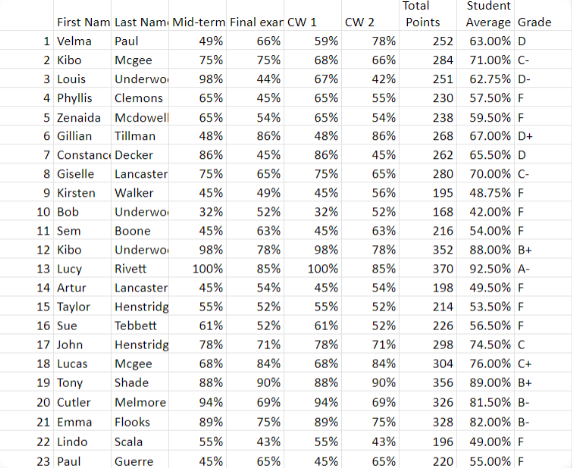 First Nam Last Nam Mid-term Final exar CW 1 CW 2 Total Points Student Average Grade
1 Velma Paul 49% 66% 59% 78% 252 63.00% D
2 Kibo Mcgee 75% 75% 68% 66% 284 71.00% C-
3 Louis Underwo 98% 44% 67% 42% 251 62.75% D-
4 Phyllis Clemons 65% 45% 65% 55% 230 57.50% F
5 Zenaida Mcdowell 65% 54% 65% 54% 238 59.50% F
6 Gillian Tillman 48% 86% 48% 86% 268 67.00% D+
7 Constance Decker 86% 45% 86% 45% 262 65.50% D
8 Giselle Lancaster 75% 65% 75% 65% 280 70.00% C-
9 Kirsten Walker 45% 49% 45% 56% 195 48.75% F
10 Bob Underwo 32% 52% 32% 52% 168 42.00% F
11 Sem Boone 45% 63% 45% 63% 216 54.00% F
12 Kibo Underwo 98% 78% 98% 78% 352 88.00% B+
13 Lucy Rivett 100% 85% 100% 85% 370 92.50% A-
14 Artur Lancaster 45% 54% 45% 54% 198 49.50% F
15 Taylor Henstridg 55% 52% 55% 52% 214 53.50% F
16 Sue Tebbett 61% 52% 61% 52% 226 56.50% F
17 John Henstridg 78% 71% 78% 71% 298 74.50% C
18 Lucas Mcgee 68% 84% 68% 84% 304 76.00% C+
19 Tony Shade 88% 90% 88% 90% 356 89.00% B+
20 Cutler Melmore 94% 69% 94% 69% 326 81.50% B-
21 Emma Flooks 89% 75% 89% 75% 328 82.00% B-
22 Lindo Scala 55% 43% 55% 43% 196 49.00% F
23 Paul Guerre 45% 65% 45% 65% 220 55.00% F